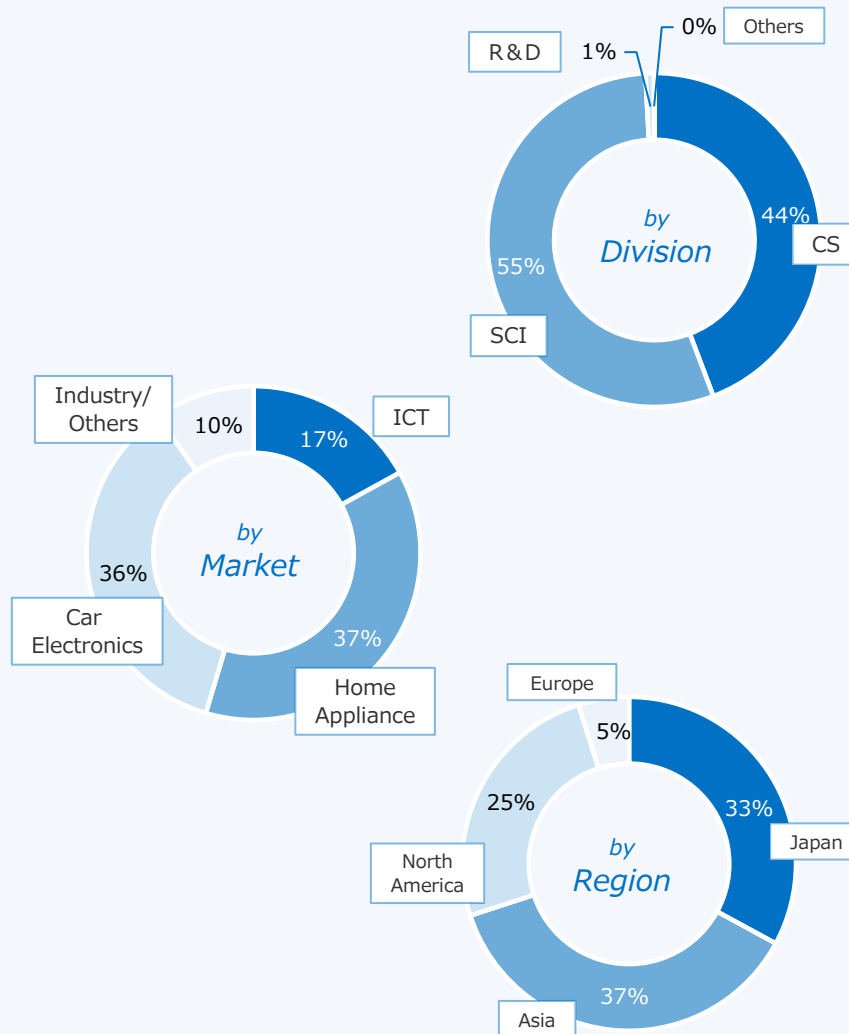 0%
Others
R&D
1%
44%
by
Division
CS
55%
SCI
Industry/
Others
10%
17%
ICT
by
Market
36%
Car
Electronics
37%
Home
Appliance
Europe
5%
25%
33%
Japan
by
North
America
Region
37%
Asia